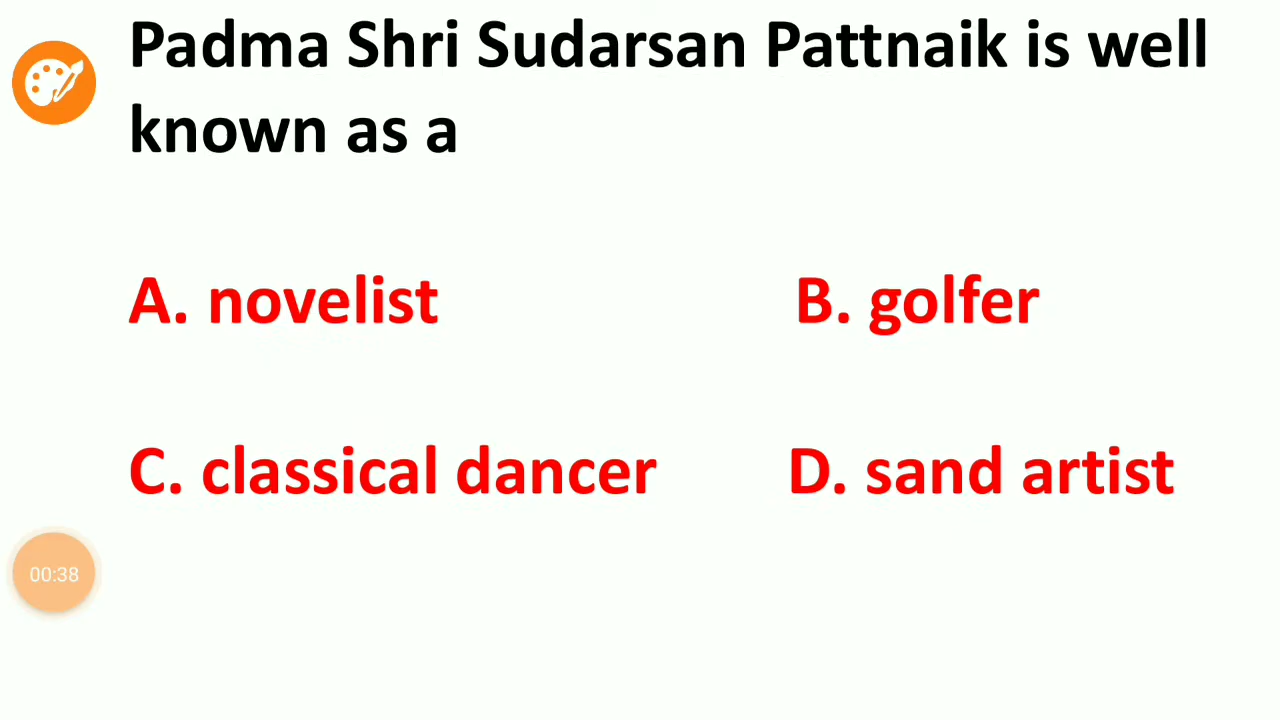 Padma Shri Sudarsan Pattnaik is well
known as a
A. novelist B. golfer
C. classical dancer D. sand artist
00:38